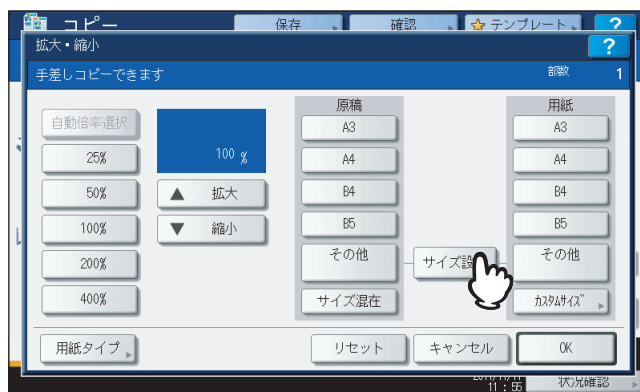 コピー
保存
確認
テンプレート
?
拡大・縮小
?
手差しコピーできます
部数 1
自動倍率選択
25%
50%
100%
200%
400%
100 %
▲ 拡大
▼ 縮小
原稿
A3
A4
B4
B5
その他
サイズ混在
サイズ設
用紙
A3
A4
B4
B5
その他
カスタムサイズ
用紙タイプ
リセット
キャンセル
OK
11:55
状況確認